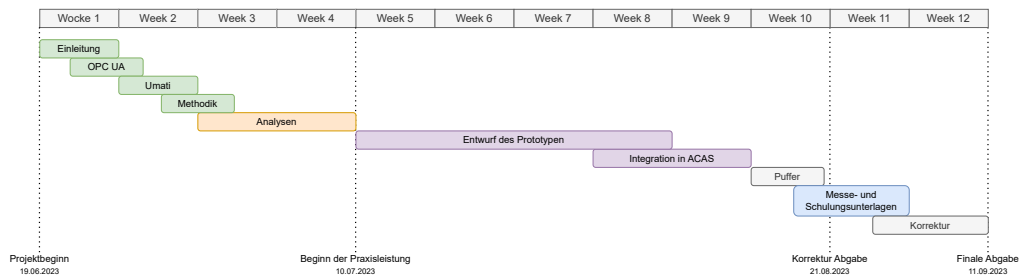 Wocke 1 Week 2 Week 3 Week 4 Week 5 Week 6 Week 7 Week 8 Week 9 Week 10 Week 11 Week 12
Einleitung
OPC UA
Umati
Methodik
Analysen
Entwurf des Prototypen
Integration in ACAS
Puffer
Messe- und
Schulungsunterlagen
Korrektur
Projektbeginn Beginn der Praxisleistung Korrektur Abgabe Finale Abgabe
19.06.2023 10.07.2023 21.08.2023 11.09.2023